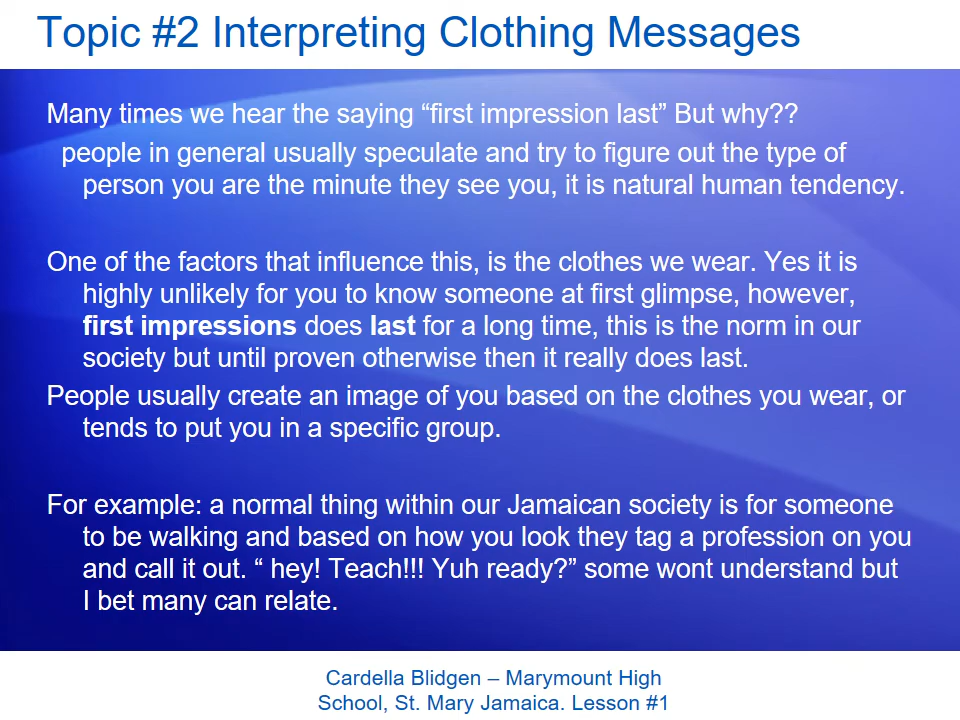 Topic #2 Interpreting Clothing Messages
Many times we hear the saying “first impression last” But why??
people in general usually speculate and try to figure out the type of
person you are the minute they see you, it is natural human tendency.
One of the factors that influence this, is the clothes we wear. Yes it is
highly unlikely for you to know someone at first glimpse, however,
first impressions does last for a long time, this is the norm in our
society but until proven otherwise then it really does last.
People usually create an image of you based on the clothes you wear, or
tends to put you in a specific group.
For example: a normal thing within our Jamaican society is for someone
to be walking and based on how you look they tag a profession on you
and call it out. “ hey! Teach!!! Yuh ready?” some wont understand but
I bet many can relate.
Cardella Blidgen – Marymount High
School, St. Mary Jamaica. Lesson #1